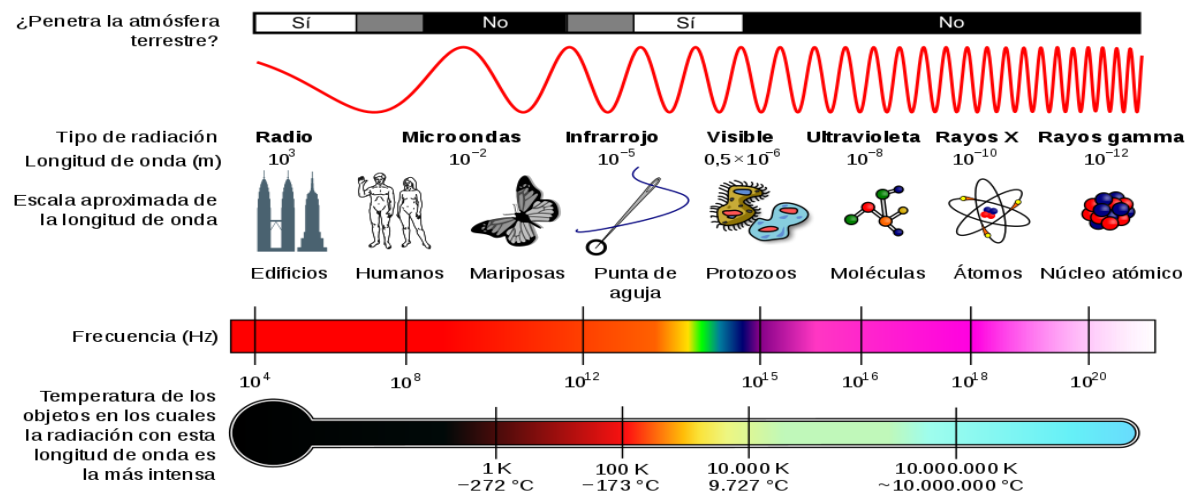 ¿Penetra la atmósfera
terrestre?
Sí No Sí No
Tipo de radiación Radio Microondas Infrarrojo Visible Ultravioleta Rayos X Rayos gamma
Longitud de onda (m) 10³ 10⁻² 10⁻⁵ 0,5×10⁻⁶ 10⁻⁸ 10⁻¹⁰ 10⁻¹²
Escala aproximada de
la longitud de onda
Edificios Humanos Mariposas Punta de Protozoos Moléculas Átomos Núcleo atómico
aguja
Frecuencia (Hz)
10⁴ 10⁸ 10¹² 10¹⁵ 10¹⁶ 10¹⁸ 10²⁰
Temperatura de los
objetos en los cuales
la radiación con esta
longitud de onda es
la más intensa
1 K 100 K 10.000 K 10.000.000 K
−272 °C −173 °C 9.727 °C ~10.000.000 °C